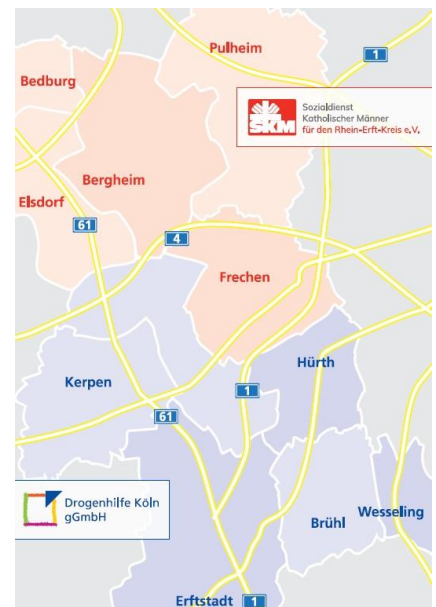 Pulheim
1
Bedburg
SKM
Sozialdienst
Katholischer Männer
für den Rhein-Erft-Kreis e.V.
Bergheim
Elsdorf
61
4
Frechen
Hürth
Kerpen
1
61
Drogenhilfe Köln
gGmbH
Wesseling
Brühl
Erftstadt
1